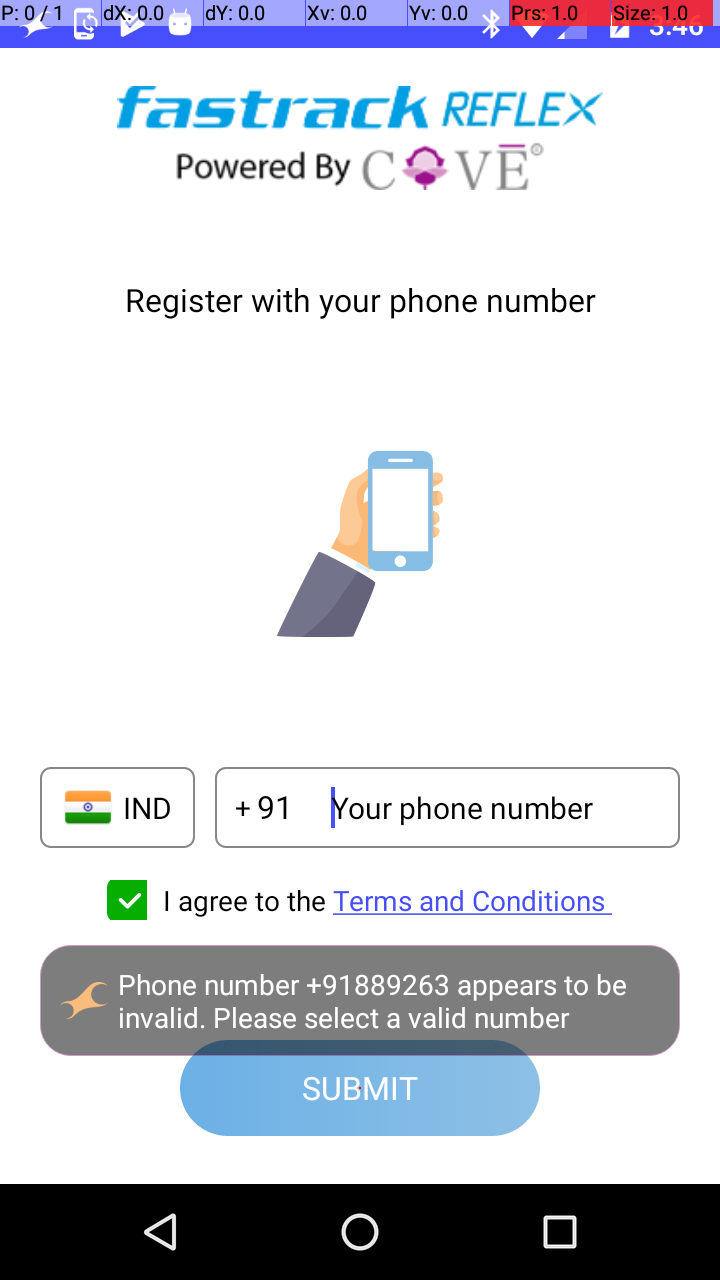 P: 0 / 1 dX: 0.0 dY: 0.0 Xv: 0.0 Yv: 0.0 Prs: 1.0 Size: 1.0
3:46
fastrack REFLEX
Powered By COVE®
Register with your phone number
IND + 91 Your phone number
I agree to the Terms and Conditions
Phone number +91889263 appears to be
invalid. Please select a valid number
SUBMIT